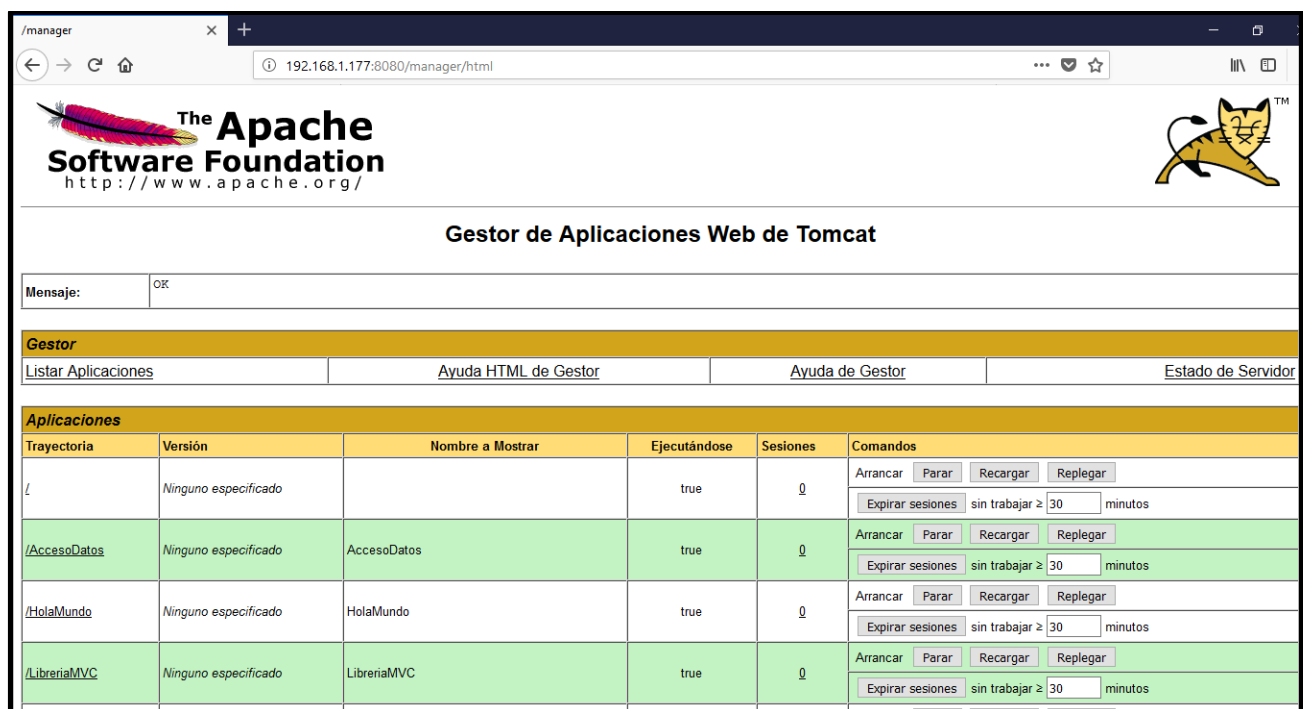 /manager
192.168.1.177:8080/manager/html
The Apache
Software Foundation
http://www.apache.org/
TM
Gestor de Aplicaciones Web de Tomcat
Mensaje: OK
Gestor
Listar Aplicaciones Ayuda HTML de Gestor Ayuda de Gestor Estado de Servidor
Aplicaciones
Trayectoria Versión Nombre a Mostrar Ejecutándose Sesiones Comandos
/ Ninguno especificado true 0 Arrancar Parar Recargar Replegar
Expirar sesiones sin trabajar ≥ 30 minutos
/AccesoDatos Ninguno especificado AccesoDatos true 0 Arrancar Parar Recargar Replegar
Expirar sesiones sin trabajar ≥ 30 minutos
/HolaMundo Ninguno especificado HolaMundo true 0 Arrancar Parar Recargar Replegar
Expirar sesiones sin trabajar ≥ 30 minutos
/LibreriaMVC Ninguno especificado LibreriaMVC true 0 Arrancar Parar Recargar Replegar
Expirar sesiones sin trabajar ≥ 30 minutos